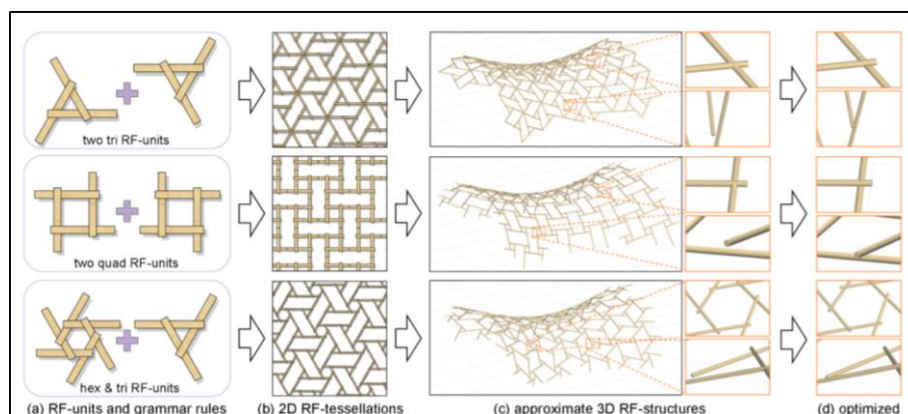 two tri RF-units
two quad RF-units
hex & tri RF-units
(a) RF-units and grammar rules (b) 2D RF-tessellations (c) approximate 3D RF-structures (d) optimized